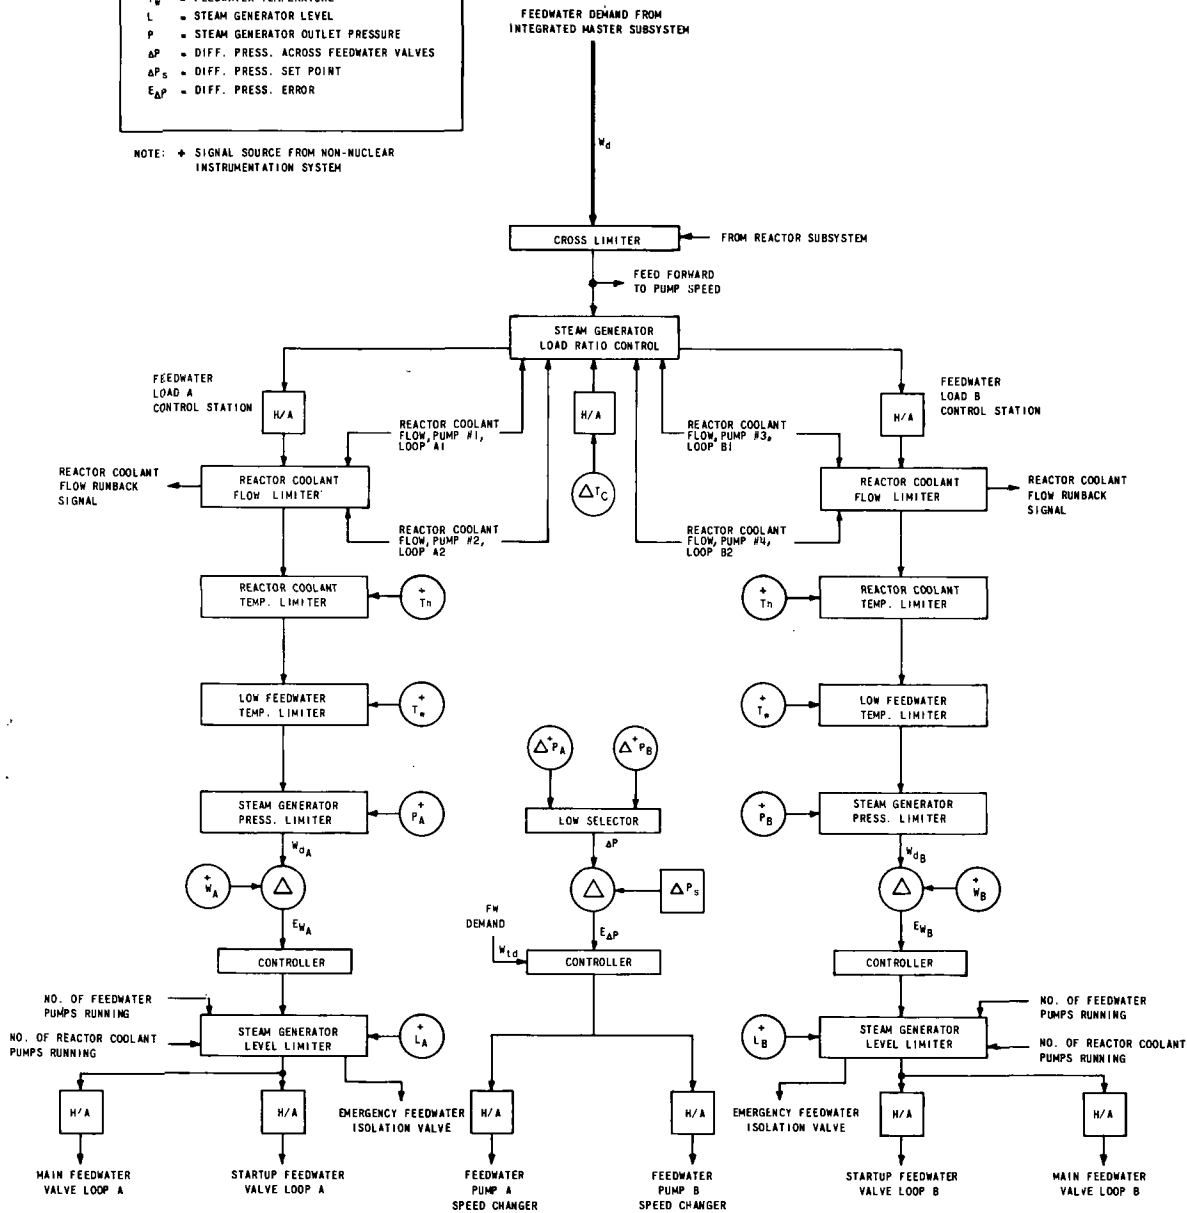 L = STEAM GENERATOR LEVEL
P = STEAM GENERATOR OUTLET PRESSURE
ΔP = DIFF. PRESS. ACROSS FEEDWATER VALVES
ΔPs = DIFF. PRESS. SET POINT
EΔP = DIFF. PRESS. ERROR
NOTE: + SIGNAL SOURCE FROM NON-NUCLEAR
INSTRUMENTATION SYSTEM
FEEDWATER DEMAND FROM
INTEGRATED MASTER SUBSYSTEM
Wd
CROSS LIMITER
FROM REACTOR SUBSYSTEM
FEED FORWARD
TO PUMP SPEED
STEAM GENERATOR
LOAD RATIO CONTROL
FEEDWATER
LOAD A
CONTROL STATION
H/A
H/A
FEEDWATER
LOAD B
CONTROL STATION
H/A
REACTOR COOLANT
FLOW, PUMP #1,
LOOP A1
REACTOR COOLANT
FLOW, PUMP #3,
LOOP B1
REACTOR COOLANT
FLOW RUNBACK
SIGNAL
REACTOR COOLANT
FLOW LIMITER
ΔTC
REACTOR COOLANT
FLOW LIMITER
REACTOR COOLANT
FLOW RUNBACK
SIGNAL
REACTOR COOLANT
FLOW, PUMP #2,
LOOP A2
REACTOR COOLANT
FLOW, PUMP #4,
LOOP B2
REACTOR COOLANT
TEMP. LIMITER
+
Th
+
Th
REACTOR COOLANT
TEMP. LIMITER
LOW FEEDWATER
TEMP. LIMITER
+
Tw
+
Tw
LOW FEEDWATER
TEMP. LIMITER
Δ+PA
Δ+PB
STEAM GENERATOR
PRESS. LIMITER
+
PA
LOW SELECTOR
+
PB
STEAM GENERATOR
PRESS. LIMITER
WdA
ΔP
WdB
+
WA
Δ
Δ
ΔPs
Δ
+
WB
EWA
FW
DEMAND
Wtd
EΔP
EWB
CONTROLLER
CONTROLLER
CONTROLLER
NO. OF FEEDWATER
PUMPS RUNNING
NO. OF REACTOR COOLANT
PUMPS RUNNING
STEAM GENERATOR
LEVEL LIMITER
+
LA
+
LB
STEAM GENERATOR
LEVEL LIMITER
NO. OF FEEDWATER
PUMPS RUNNING
NO. OF REACTOR COOLANT
PUMPS RUNNING
H/A
H/A
EMERGENCY FEEDWATER
ISOLATION VALVE
H/A
H/A
EMERGENCY FEEDWATER
ISOLATION VALVE
H/A
H/A
MAIN FEEDWATER
VALVE LOOP A
STARTUP FEEDWATER
VALVE LOOP A
FEEDWATER
PUMP A
SPEED CHANGER
FEEDWATER
PUMP B
SPEED CHANGER
STARTUP FEEDWATER
VALVE LOOP B
MAIN FEEDWATER
VALVE LOOP B